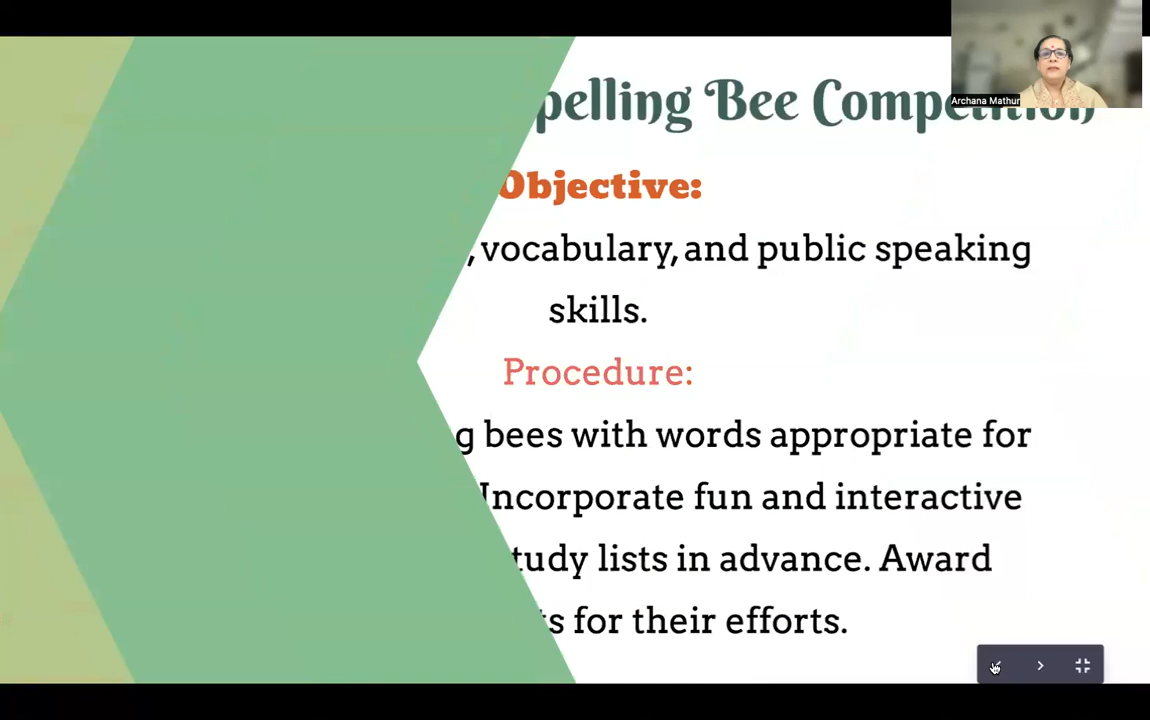 Archana Mathur
pelling Bee Competition
Objective:
, vocabulary, and public speaking
skills.
Procedure:
g bees with words appropriate for
Incorporate fun and interactive
tudy lists in advance. Award
s for their efforts.